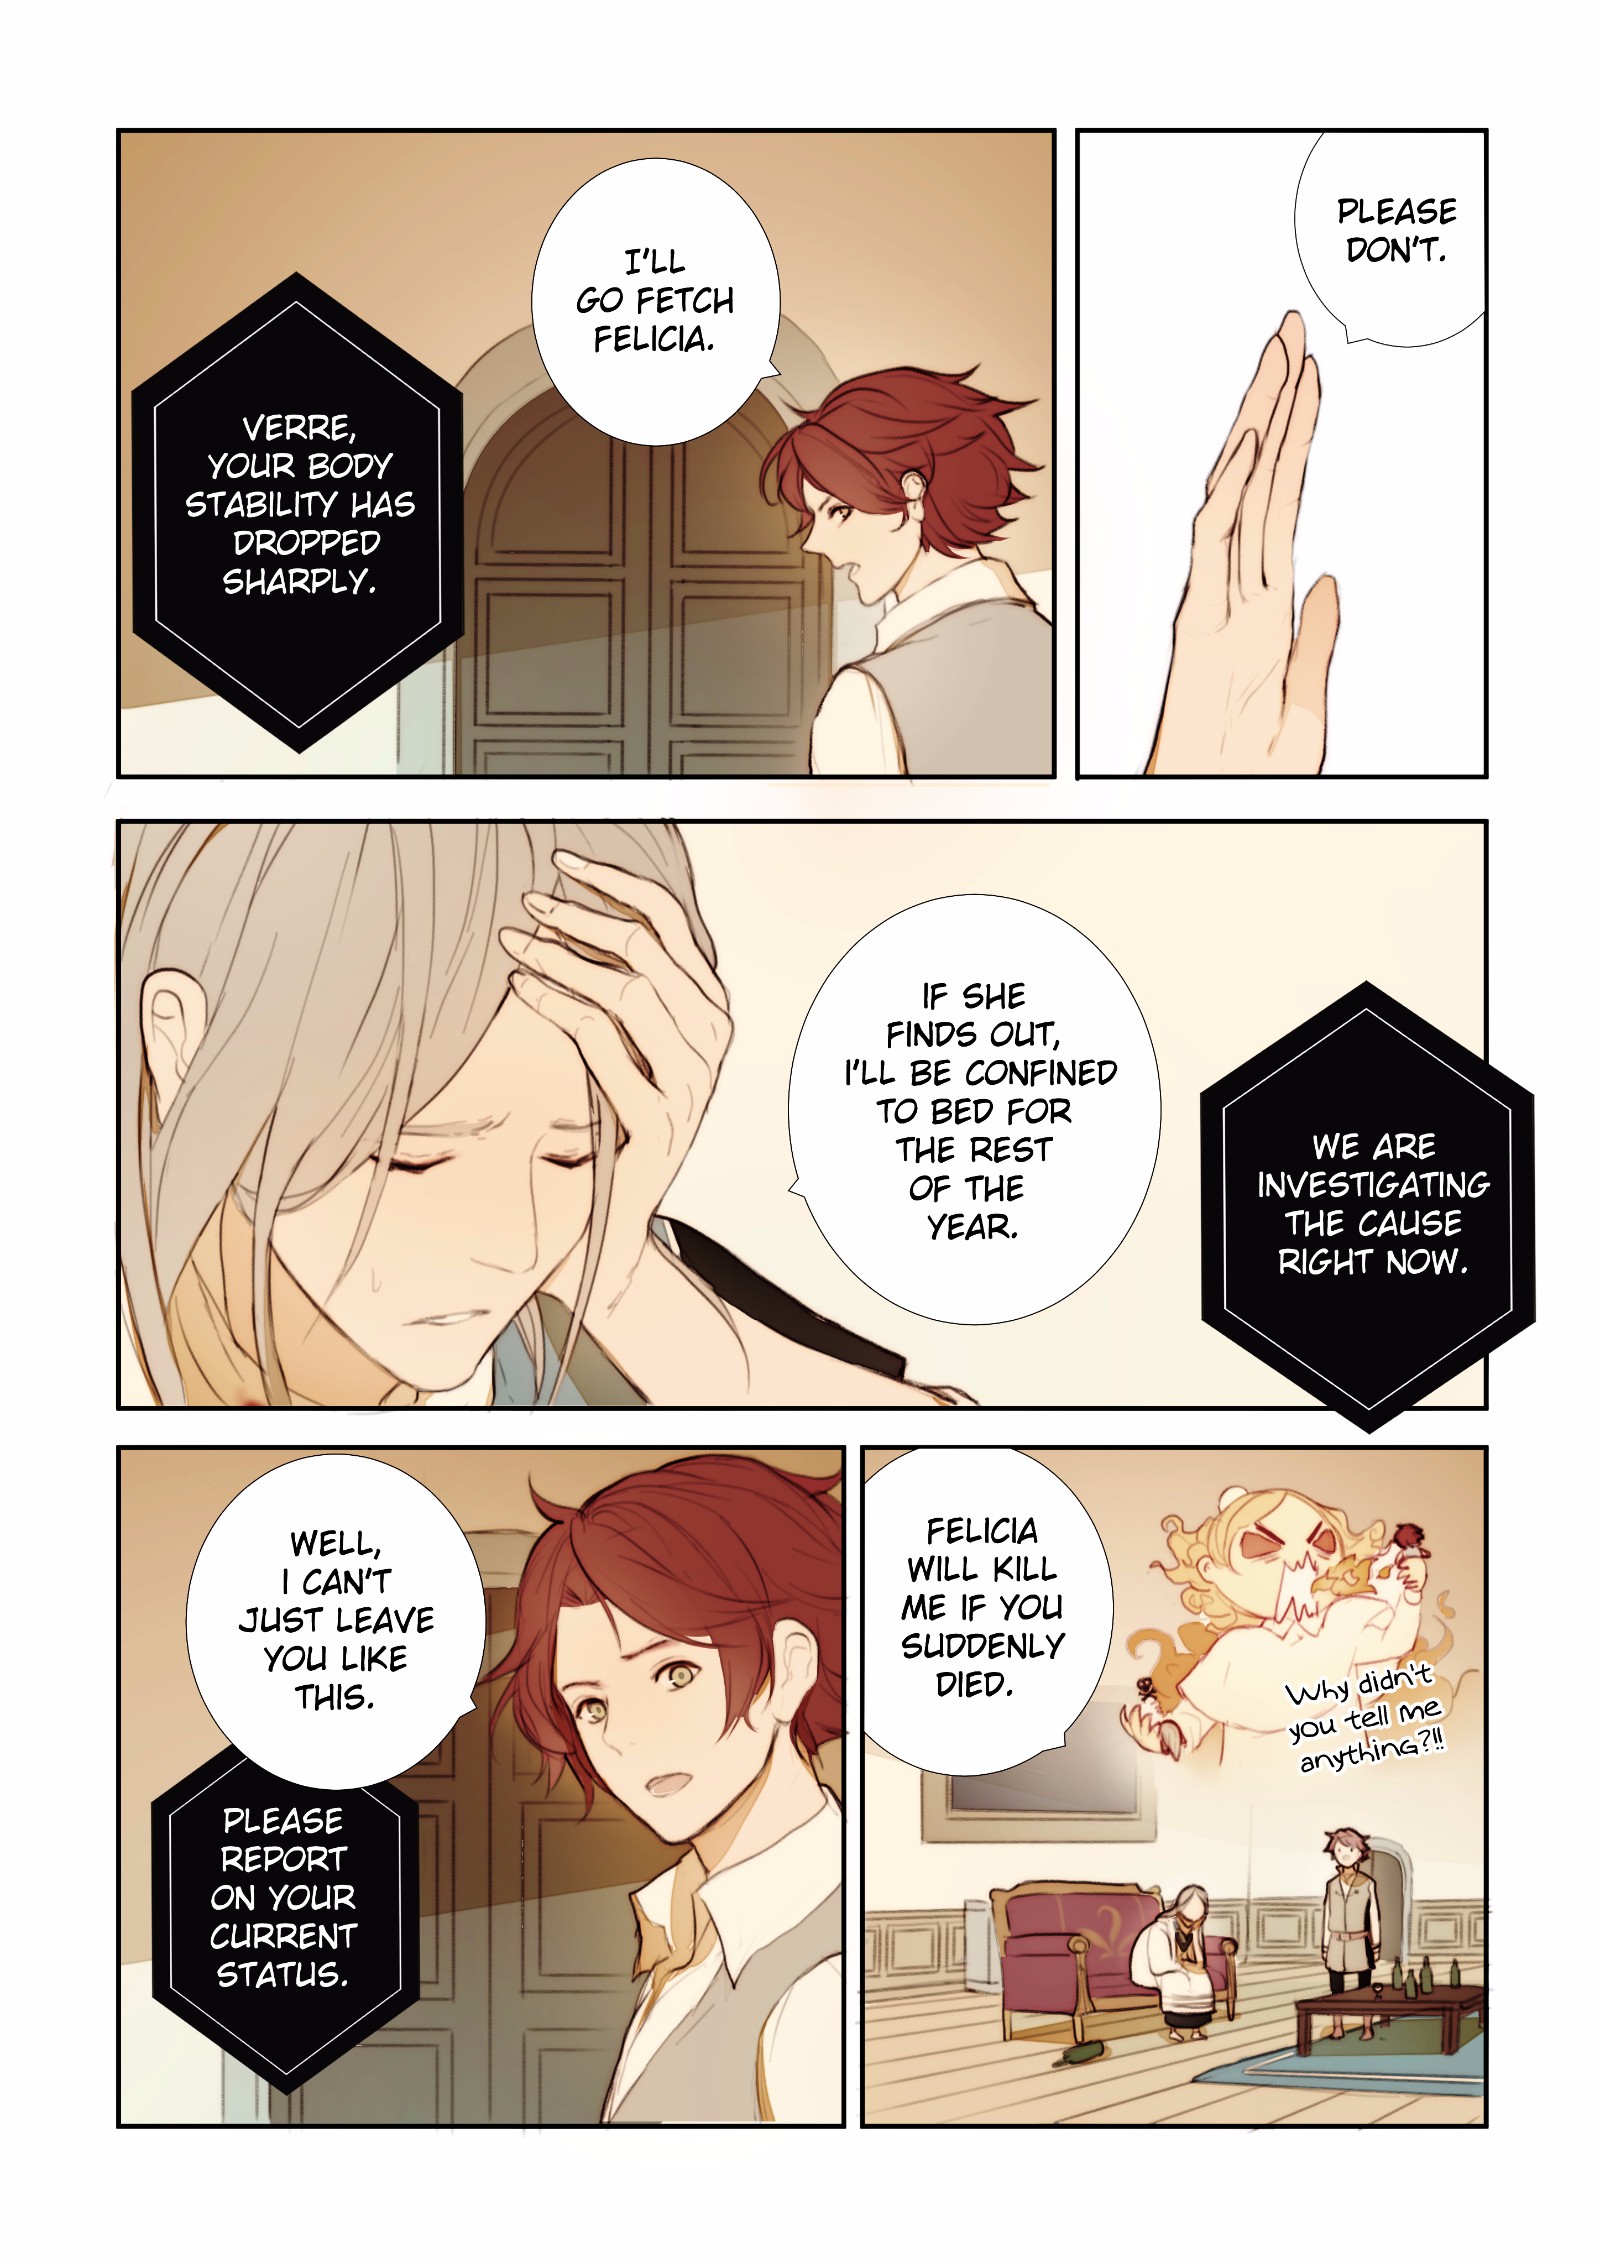 VERRE,
YOUR BODY
STABILITY HAS
DROPPED
SHARPLY.
I'LL
GO FETCH
FELICIA.
PLEASE
DON'T.
IF SHE
FINDS OUT,
I'LL BE CONFINED
TO BED FOR
THE REST
OF THE
YEAR.
WE ARE
INVESTIGATING
THE CAUSE
RIGHT NOW.
WELL,
I CAN'T
JUST LEAVE
YOU LIKE
THIS.
PLEASE
REPORT
ON YOUR
CURRENT
STATUS.
FELICIA
WILL KILL
ME IF YOU
SUDDENLY
DIED.
Why didn't
you tell me
anything?!!